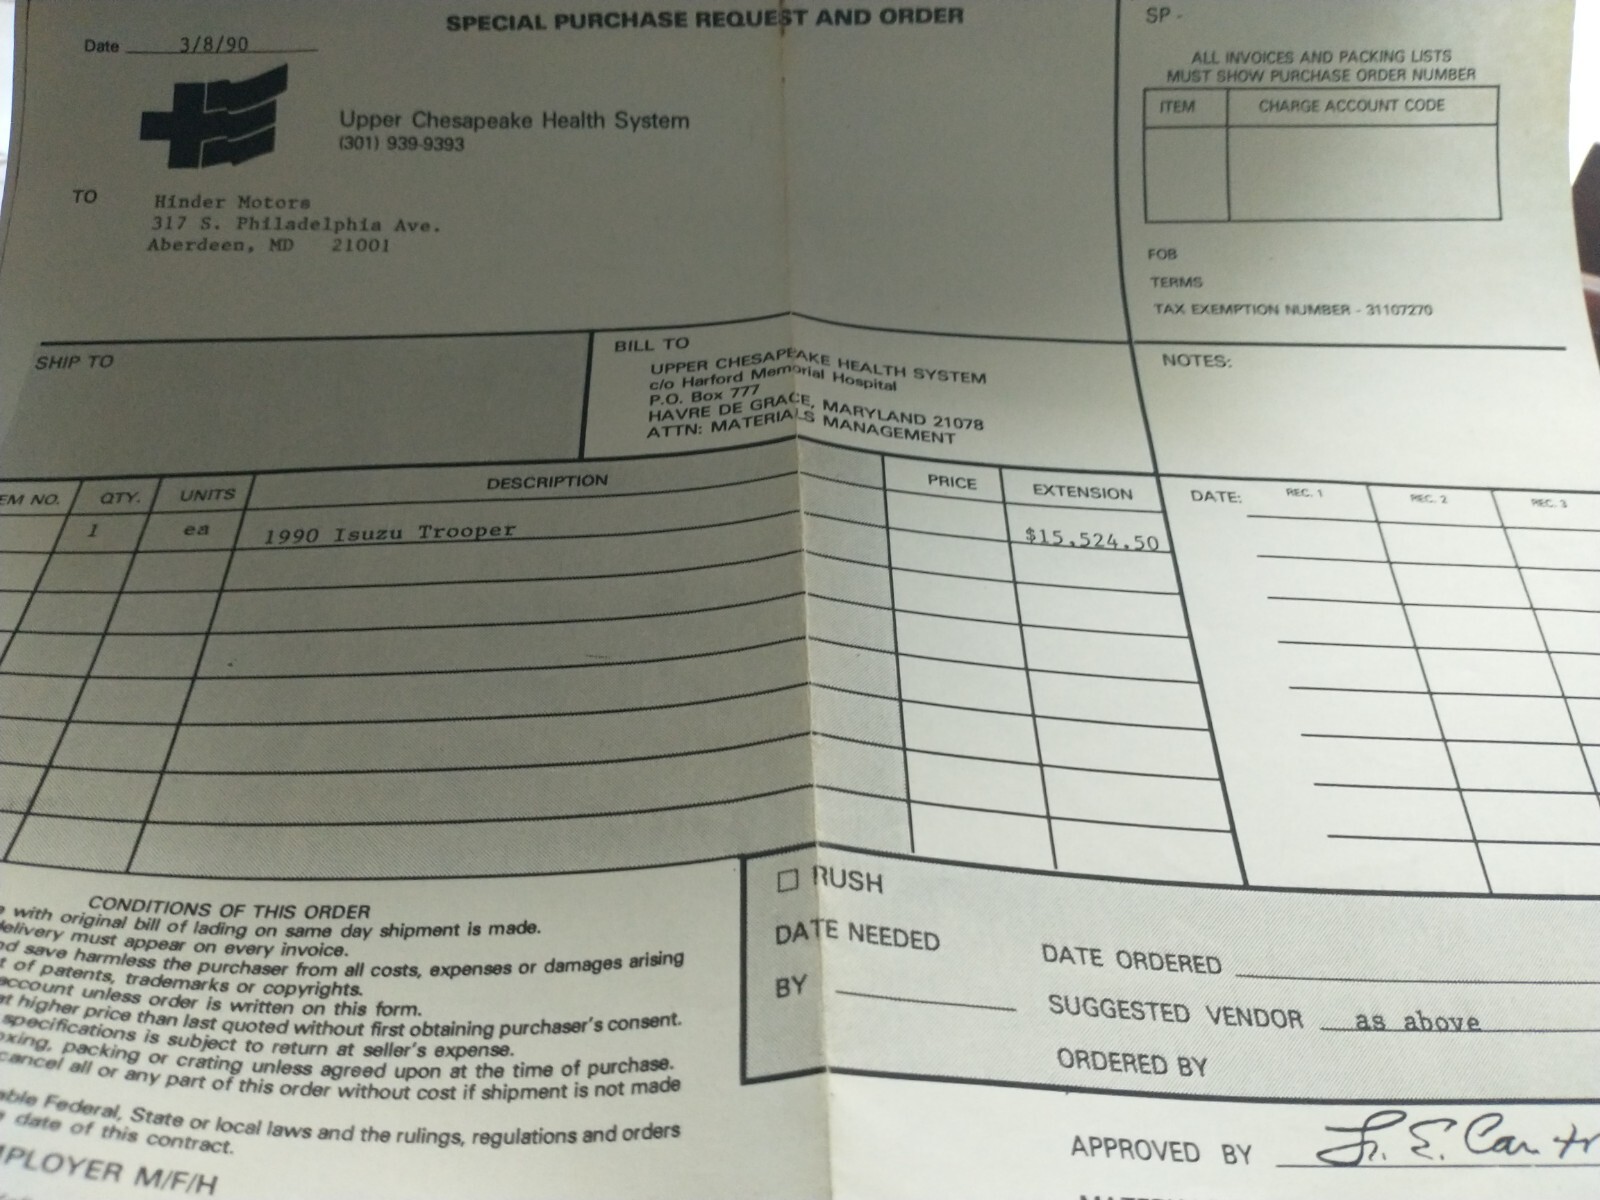 SPECIAL PURCHASE REQUEST AND ORDER
Date 3/8/90
Upper Chesapeake Health System
(301) 939-9393
TO
Hinder Motors
317 S. Philadelphia Ave.
Aberdeen, MD 21001
SP -
ALL INVOICES AND PACKING LISTS
MUST SHOW PURCHASE ORDER NUMBER
ITEM CHARGE ACCOUNT CODE
FOB
TERMS
TAX EXEMPTION NUMBER - 31107270
SHIP TO
BILL TO
UPPER CHESAPEAKE HEALTH SYSTEM
c/o Harford Memorial Hospital
P.O. Box 777
HAVRE DE GRACE, MARYLAND 21078
ATTN: MATERIALS MANAGEMENT
NOTES:
EM NO. QTY. UNITS DESCRIPTION PRICE EXTENSION DATE: REC. 1 REC. 2 REC. 3
1 ea 1990 Isuzu Trooper $15,524.50
CONDITIONS OF THIS ORDER
with original bill of lading on same day shipment is made.
delivery must appear on every invoice.
save harmless the purchaser from all costs, expenses or damages arising
of patents, trademarks or copyrights.
account unless order is written on this form.
at higher price than last quoted without first obtaining purchaser's consent.
specifications is subject to return at seller's expense.
oxing, packing or crating unless agreed upon at the time of purchase.
cancel all or any part of this order without cost if shipment is not made
able Federal, State or local laws and the rulings, regulations and orders
date of this contract.
MPLOYER M/F/H
RUSH
DATE NEEDED
BY
DATE ORDERED
SUGGESTED VENDOR as above
ORDERED BY
APPROVED BY